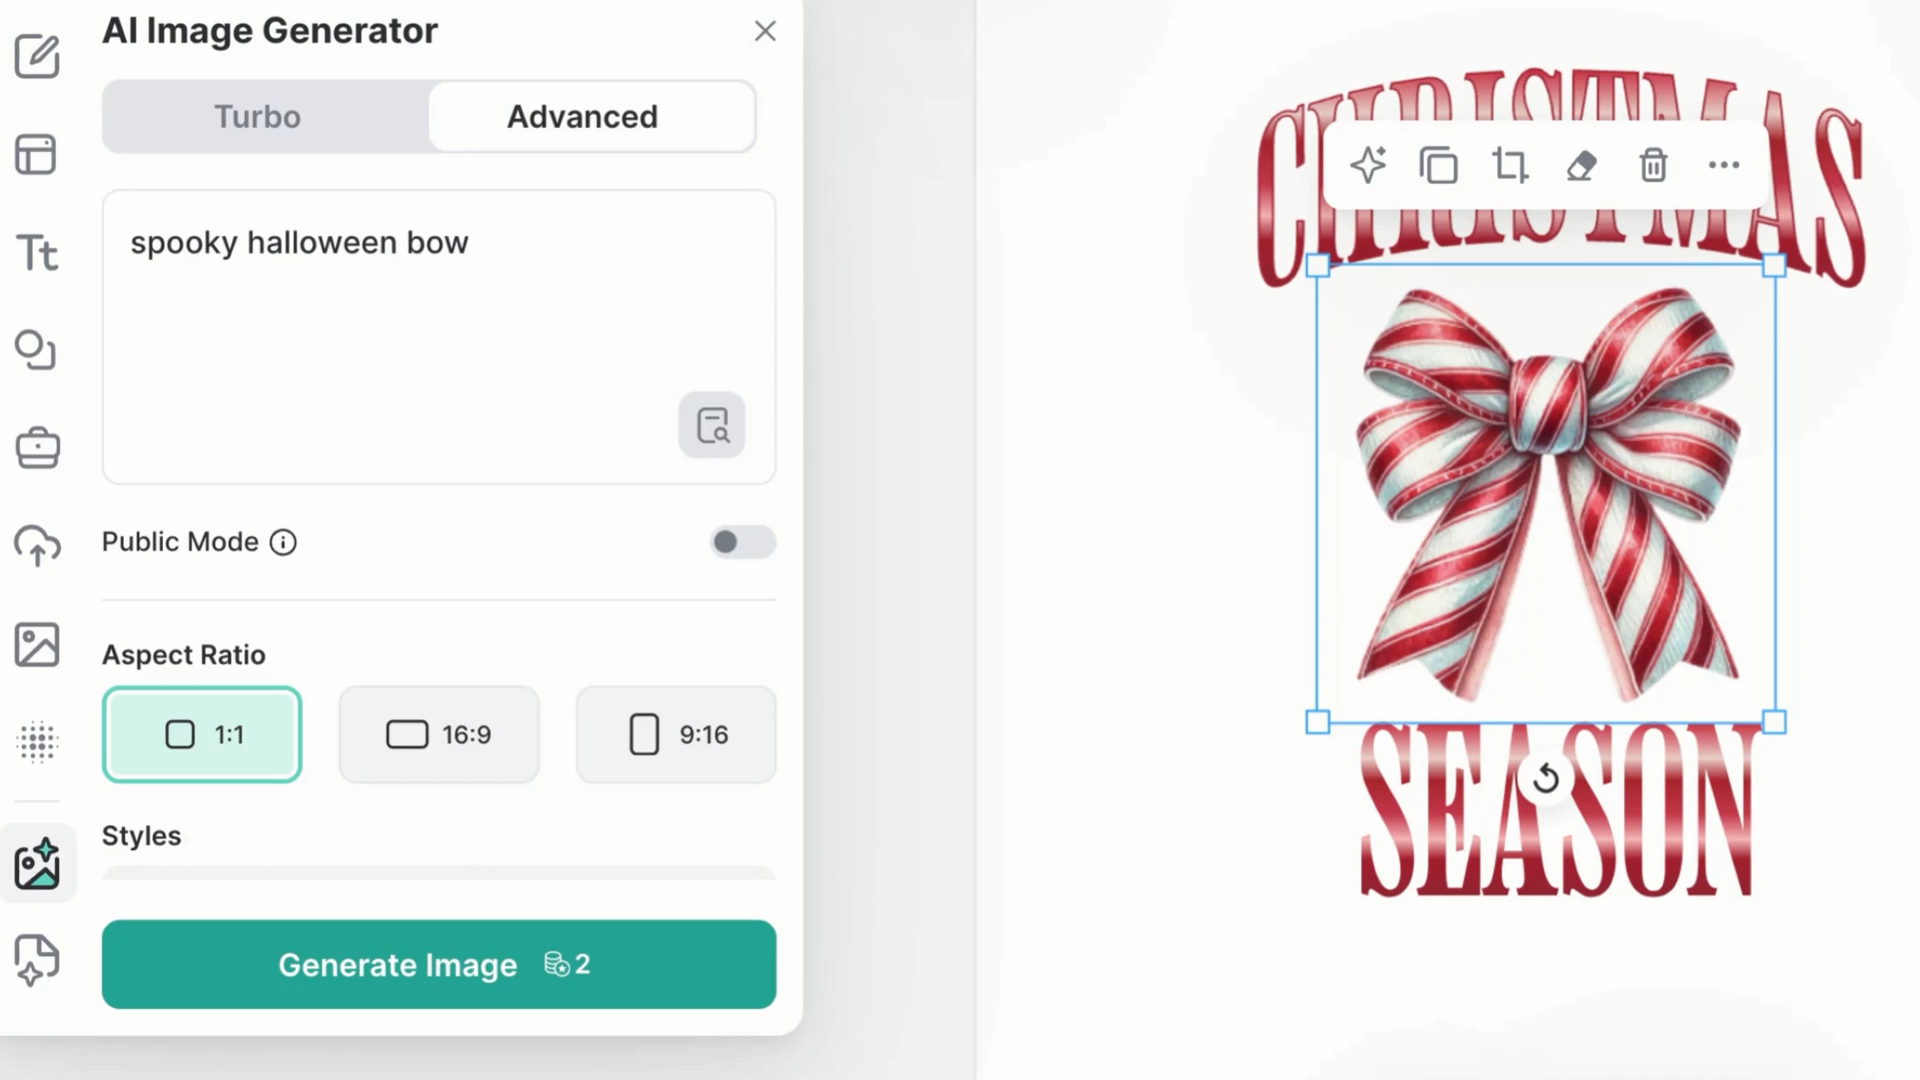 AI Image Generator
Turbo
Advanced
spooky halloween bow
Public Mode
Aspect Ratio
1:1
16:9
9:16
Styles
Generate Image 2
Tt
CHRISTMAS
SEASON